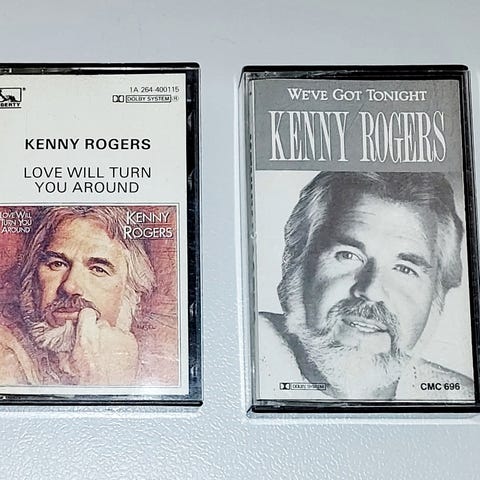 1A 264-400115
DOLBY SYSTEM
KENNY ROGERS
LOVE WILL TURN
YOU AROUND
LOVE WILL
TURN YOU
AROUND
KENNY
ROGERS
WE'VE GOT TONIGHT
KENNY ROGERS
DOLBY SYSTEM
CMC 696